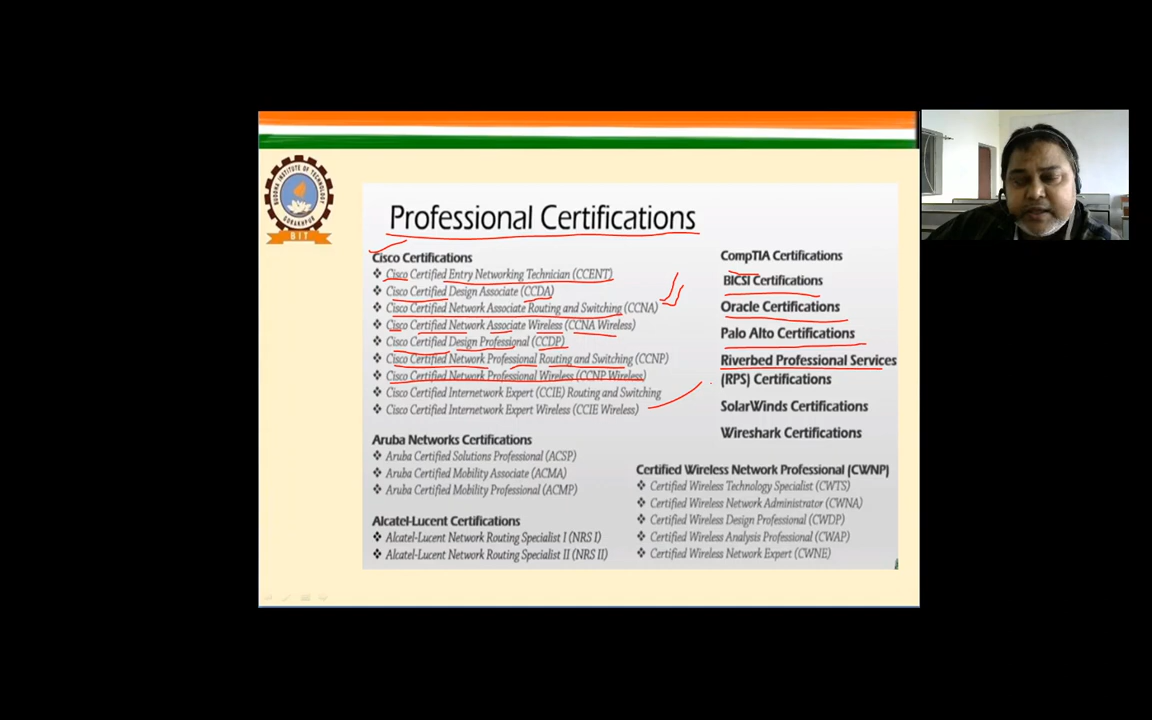 BUDDHA INSTITUTE OF TECHNOLOGY
GORAKHPUR
BIT
Professional Certifications
Cisco Certifications
❖ Cisco Certified Entry Networking Technician (CCENT)
❖ Cisco Certified Design Associate (CCDA)
❖ Cisco Certified Network Associate Routing and Switching (CCNA)
❖ Cisco Certified Network Associate Wireless (CCNA Wireless)
❖ Cisco Certified Design Professional (CCDP)
❖ Cisco Certified Network Professional Routing and Switching (CCNP)
❖ Cisco Certified Network Professional Wireless (CCNP Wireless)
❖ Cisco Certified Internetwork Expert (CCIE) Routing and Switching
❖ Cisco Certified Internetwork Expert Wireless (CCIE Wireless)
Aruba Networks Certifications
❖ Aruba Certified Solutions Professional (ACSP)
❖ Aruba Certified Mobility Associate (ACMA)
❖ Aruba Certified Mobility Professional (ACMP)
Alcatel-Lucent Certifications
❖ Alcatel-Lucent Network Routing Specialist I (NRS I)
❖ Alcatel-Lucent Network Routing Specialist II (NRS II)
CompTIA Certifications
BICSI Certifications
Oracle Certifications
Palo Alto Certifications
Riverbed Professional Services
(RPS) Certifications
SolarWinds Certifications
Wireshark Certifications
Certified Wireless Network Professional (CWNP)
❖ Certified Wireless Technology Specialist (CWTS)
❖ Certified Wireless Network Administrator (CWNA)
❖ Certified Wireless Design Professional (CWDP)
❖ Certified Wireless Analysis Professional (CWAP)
❖ Certified Wireless Network Expert (CWNE)